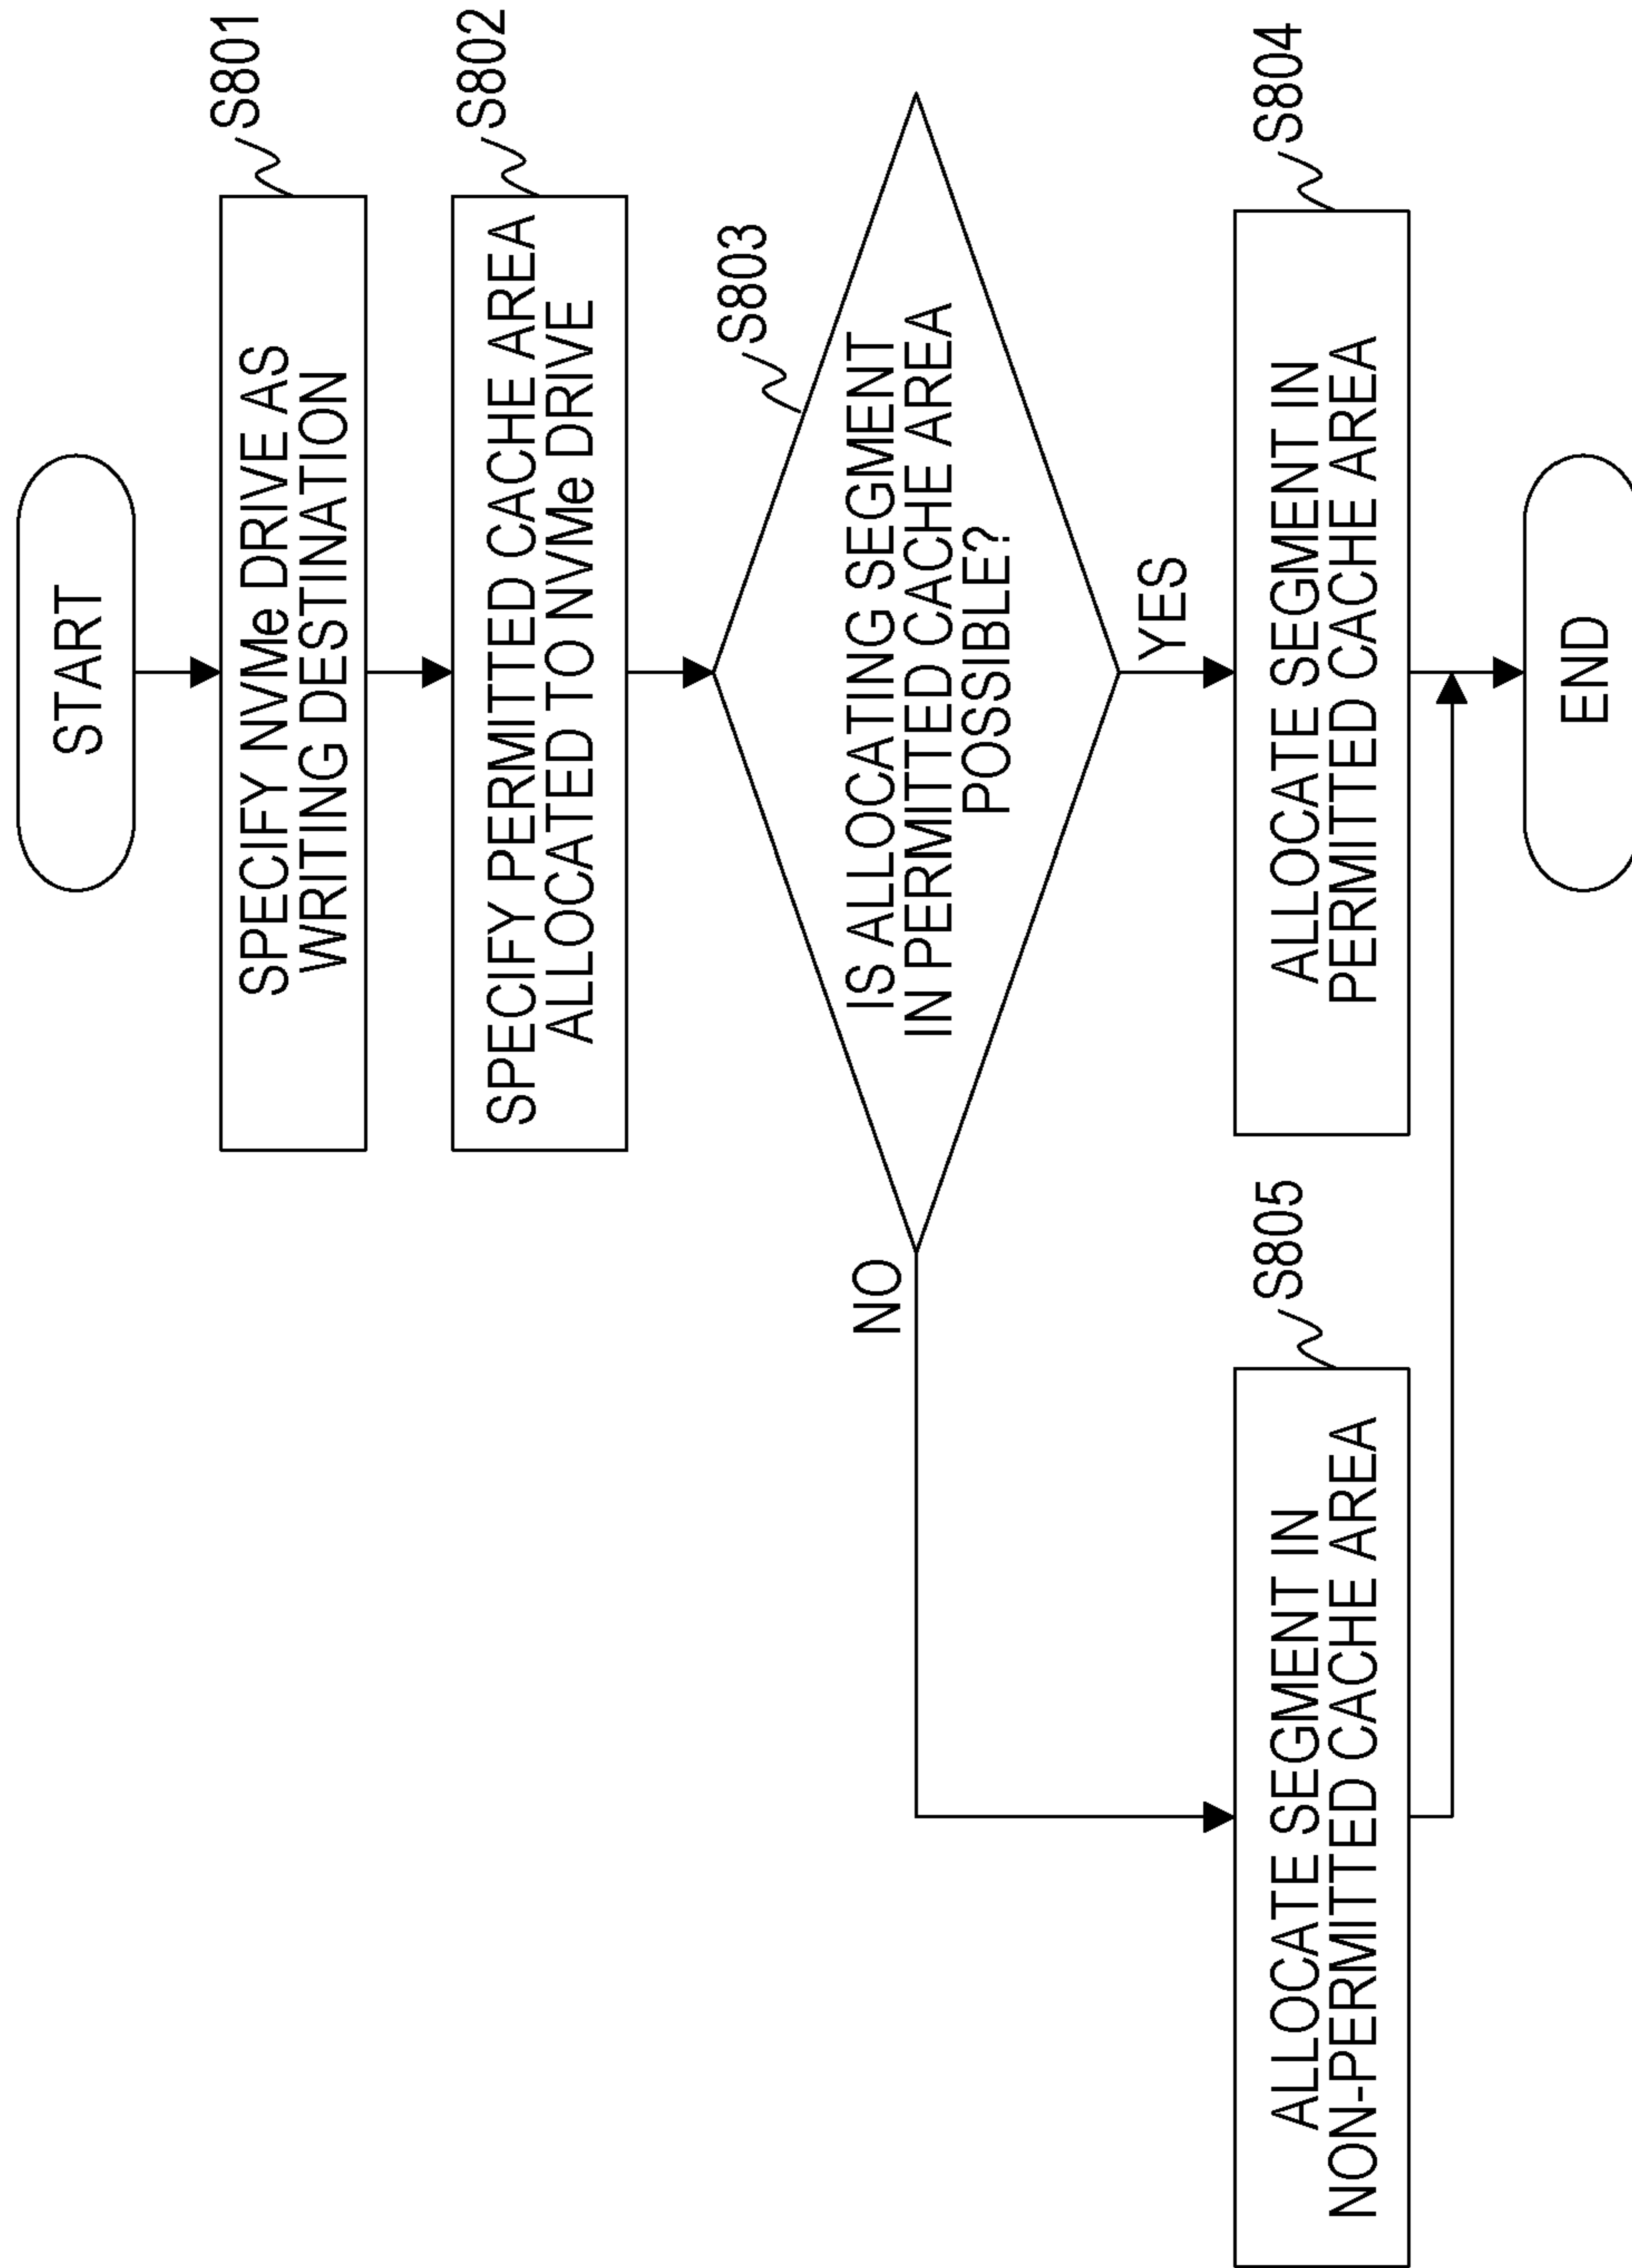 START
S801
SPECIFY NVMe DRIVE AS
WRITING DESTINATION
S802
SPECIFY PERMITTED CACHE AREA
ALLOCATED TO NVMe DRIVE
S803
IS ALLOCATING SEGMENT
IN PERMITTED CACHE AREA
POSSIBLE?
NO
YES
S804
ALLOCATE SEGMENT IN
PERMITTED CACHE AREA
S805
ALLOCATE SEGMENT IN
NON-PERMITTED CACHE AREA
END